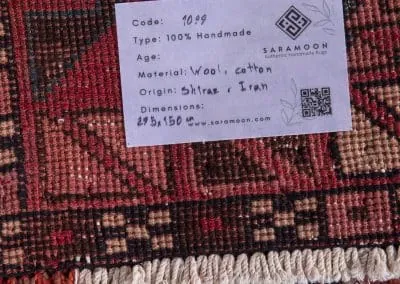 Code: 1099
Type: 100% Handmade
Age:
Material: Wool, cotton
Origin: Shiraz, Iran
Dimensions:
295x150
www.saramoon.com
SARAMOON
Authentic Handmade Rugs